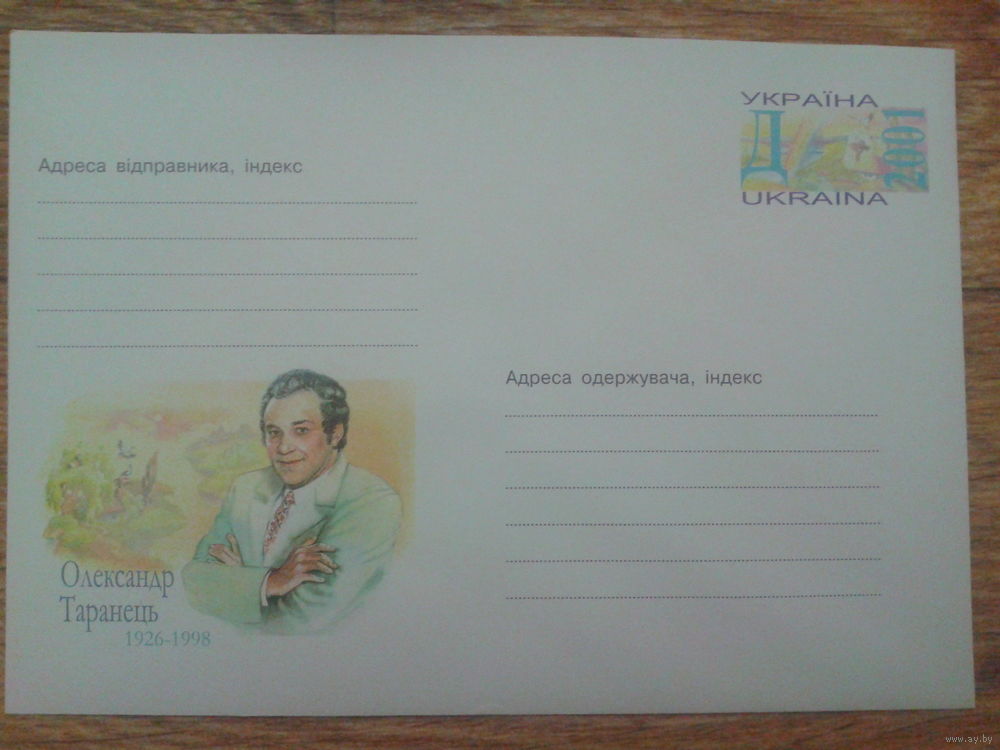 УКРАЇНА
Д
2001
UKRAINA
Адреса відправника, індекс
Адреса одержувача, індекс
Олександр
Таранець
1926-1998
www.ay.by